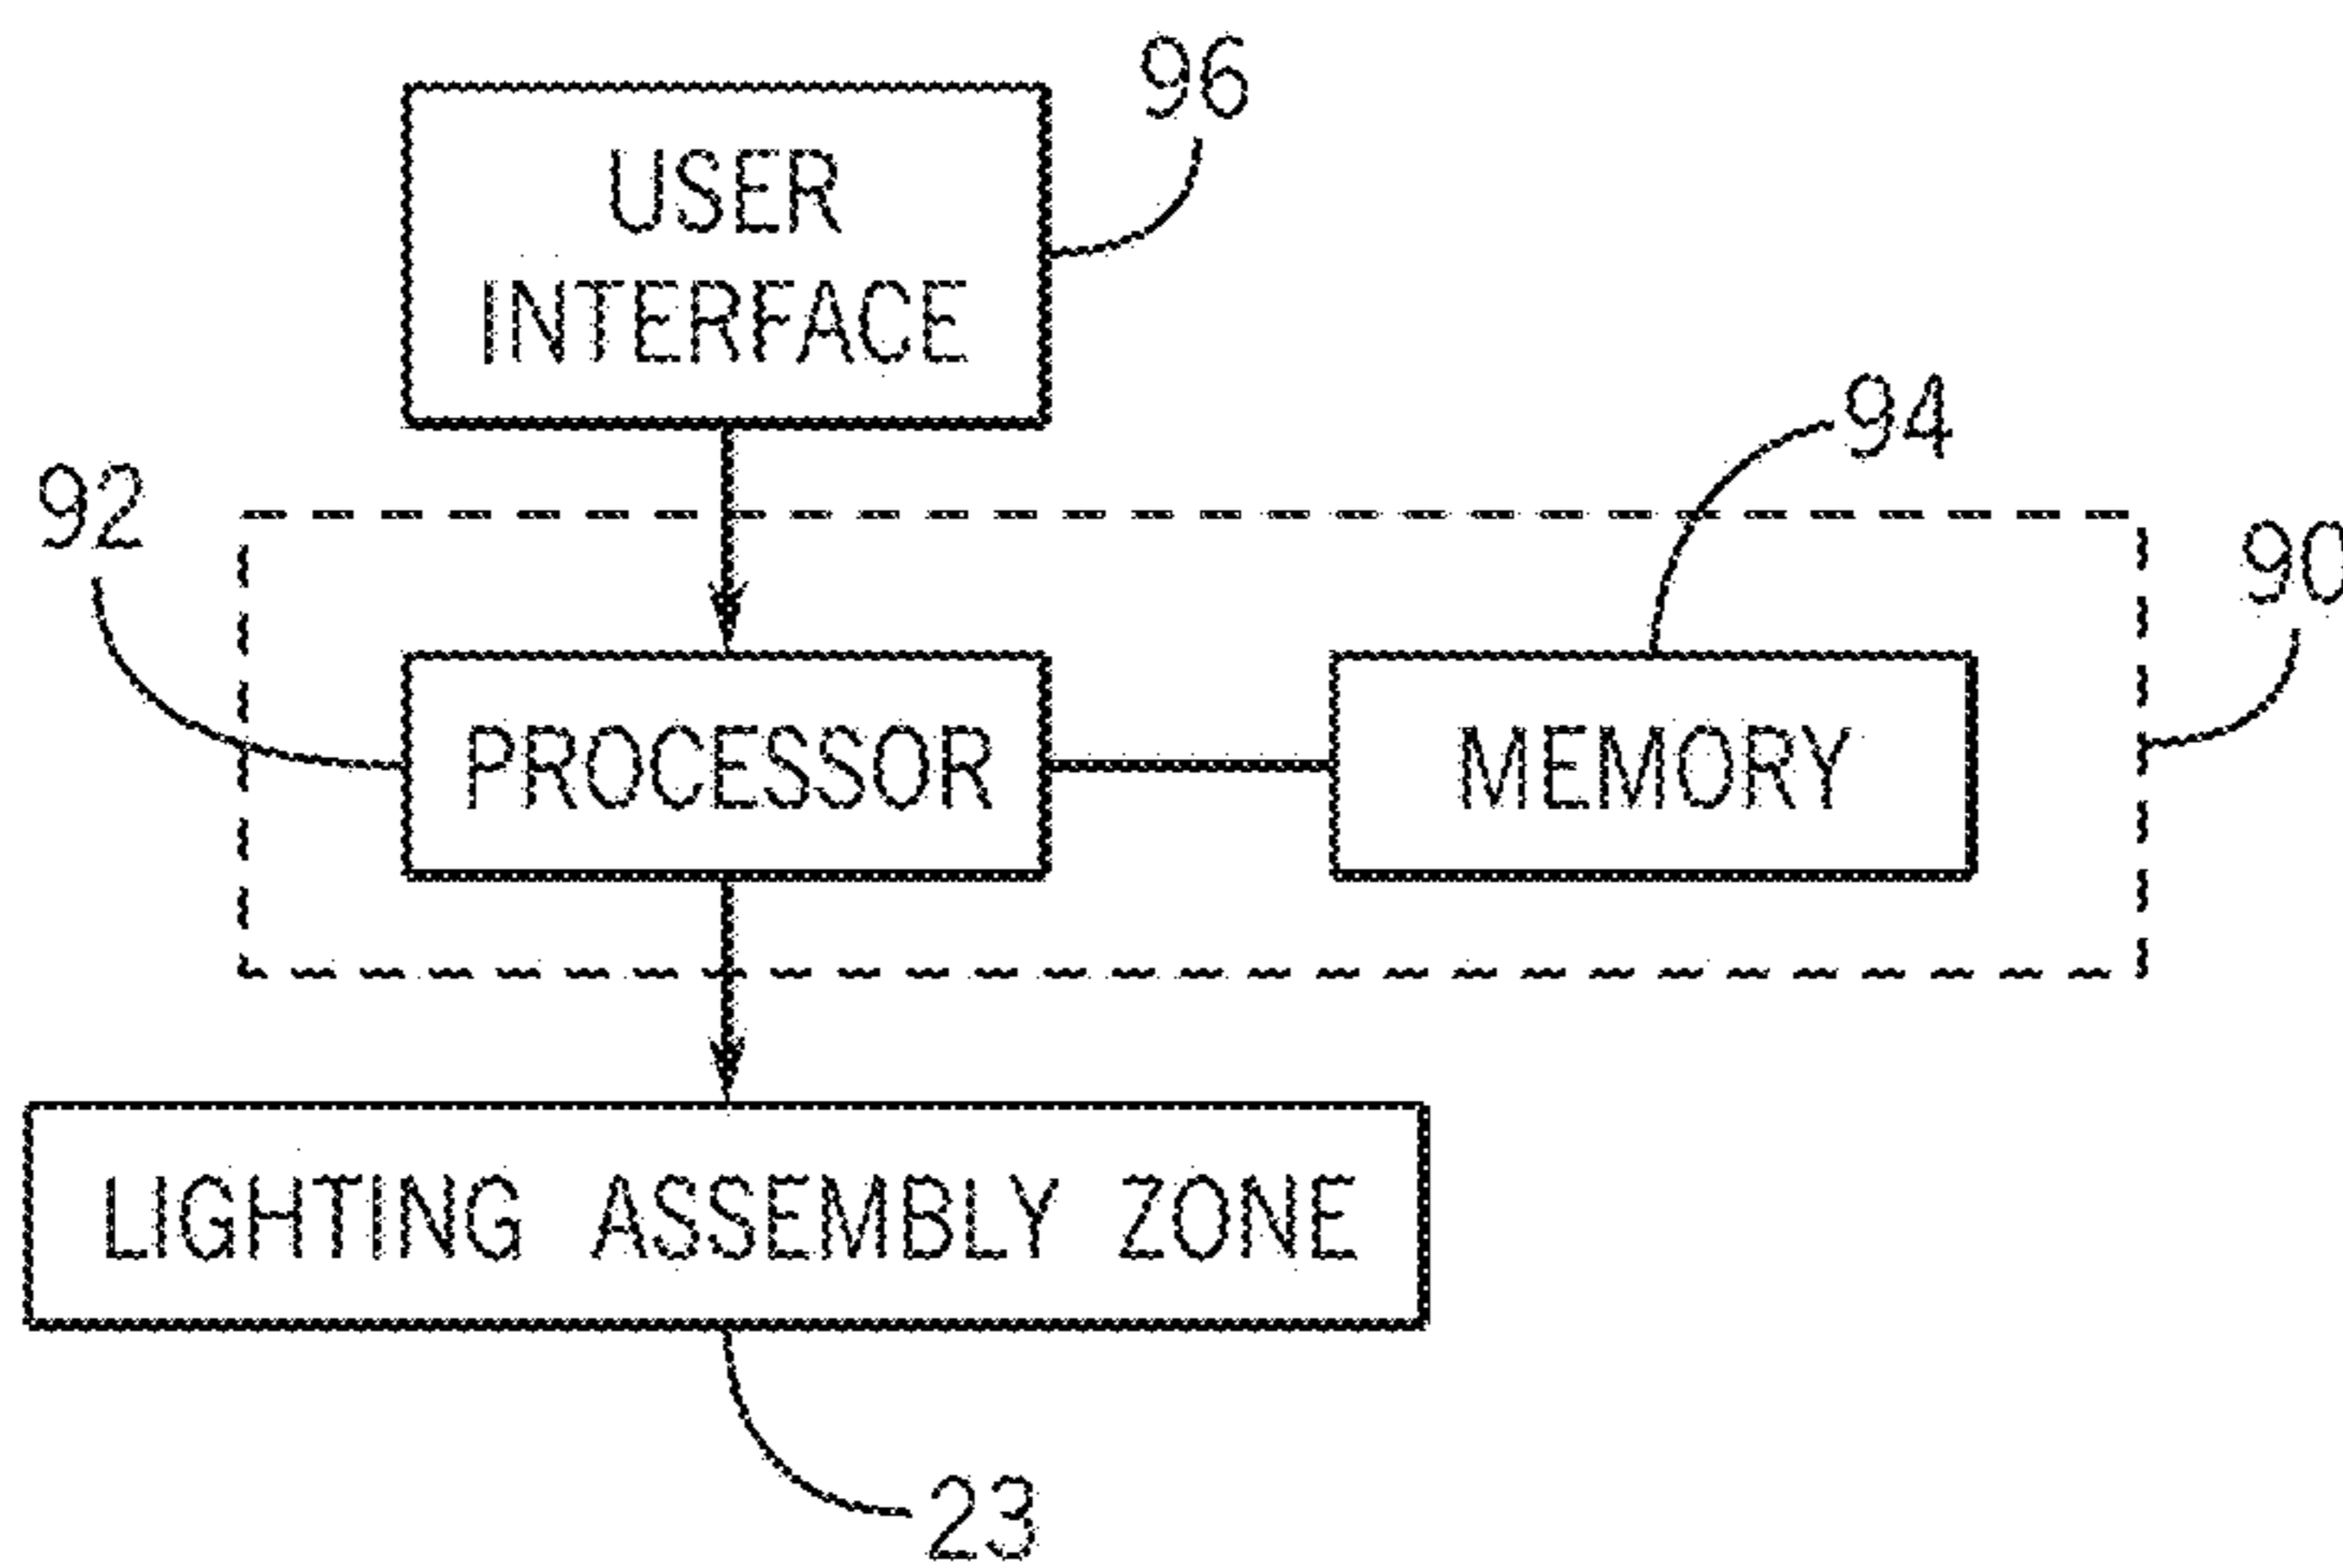 96
USER
INTERFACE
94
92
90
PROCESSOR
MEMORY
LIGHTING ASSEMBLY ZONE
23